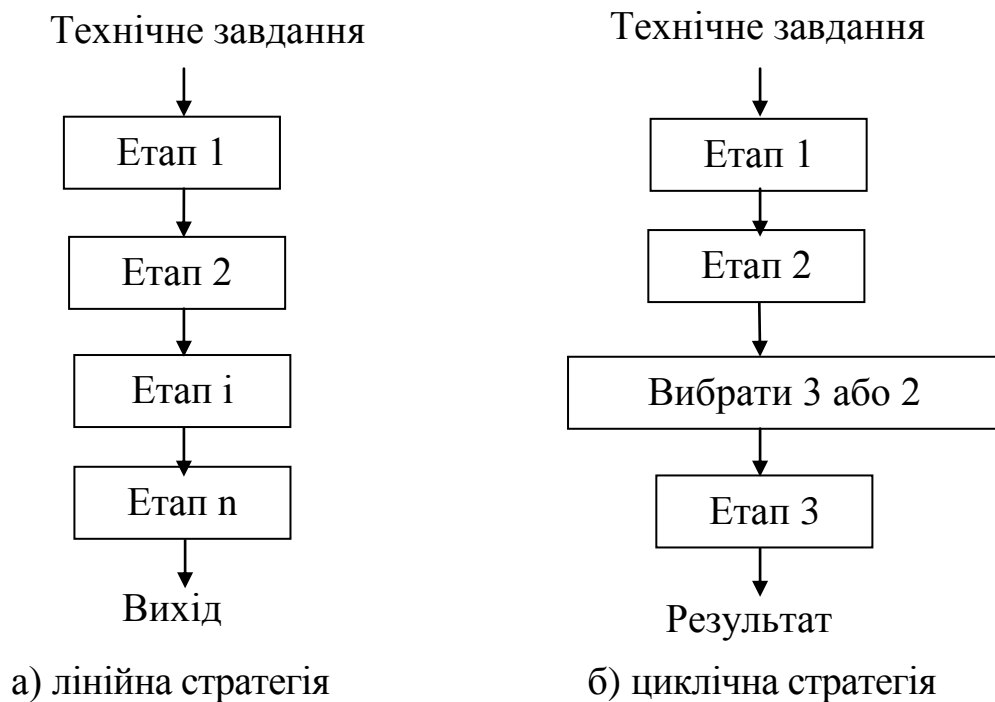 Технічне завдання
Етап 1
Етап 2
Етап i
Етап n
Вихід
а) лінійна стратегія
Технічне завдання
Етап 1
Етап 2
Вибрати 3 або 2
Етап 3
Результат
б) циклічна стратегія